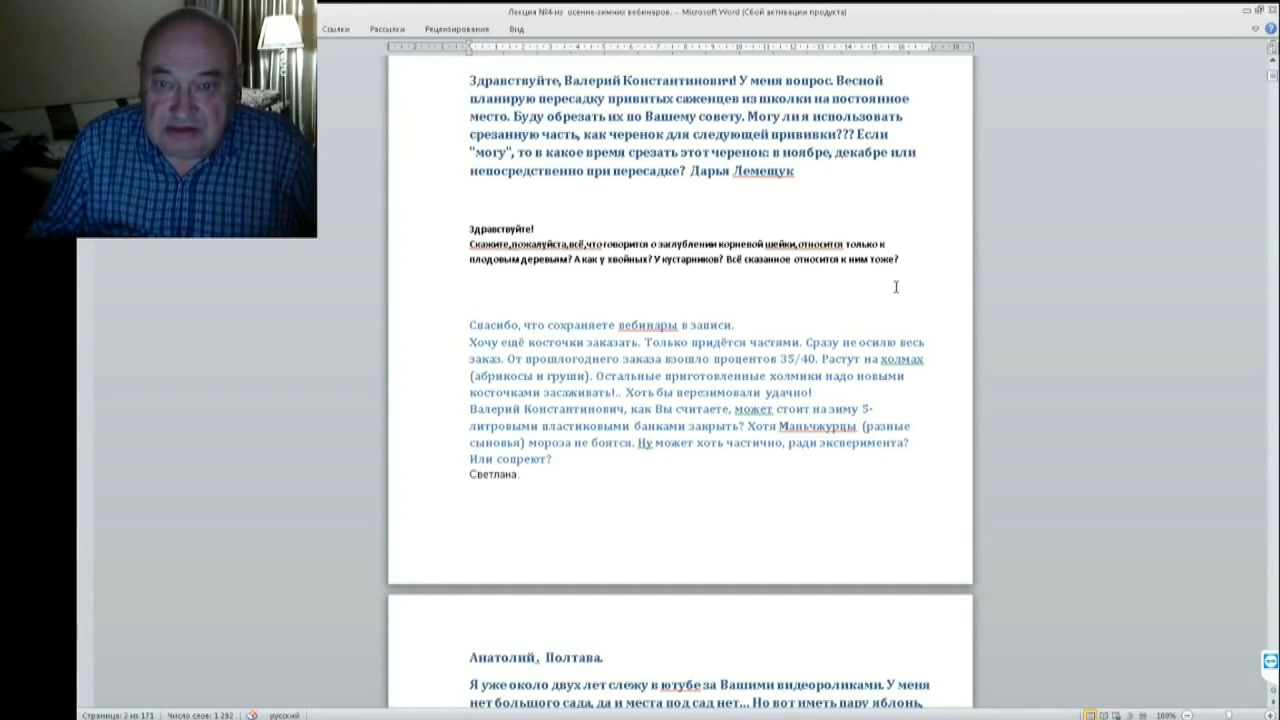 Лекция №4-из осенне-зимних вебинаров. - Microsoft Word (Сбой активации продукта)
Ссылки Рассылки Рецензирование Вид
Здравствуйте, Валерий Константинович! У меня вопрос. Весной
планирую пересадку привитых саженцев из школки на постоянное
место. Буду обрезать их по Вашему совету. Могу ли я использовать
срезанную часть, как черенок для следующей прививки??? Если
"могу", то в какое время срезать этот черенок: в ноябре, декабре или
непосредственно при пересадке? Дарья Лемещук
Здравствуйте!
Скажите,пожалуйста,всё,что говорится о заглублении корневой шейки,относится только к
плодовым деревьям? А как у хвойных? У кустарников? Всё сказанное относится к ним тоже?
Спасибо, что сохраняете вебинары в записи.
Хочу ещё косточки заказать. Только придётся частями. Сразу не осилю весь
заказ. От прошлогоднего заказа взошло процентов 35/40. Растут на холмах
(абрикосы и груши). Остальные приготовленные холмики надо новыми
косточками засаживать!.. Хоть бы перезимовали удачно!
Валерий Константинович, как Вы считаете, может стоит на зиму 5-
литровыми пластиковыми банками закрыть? Хотя Маньчжурцы (разные
сыновья) мороза не боятся. Ну может хоть частично, ради эксперимента?
Или сопреют?
Светлана.
Анатолий, Полтава.
Я уже около двух лет слежу в ютубе за Вашими видеороликами. У меня
нет большого сада, да и места под сад нет... Но вот иметь пару яблонь,
Страница: 2 из 171 Число слов: 1 292 русский 100%